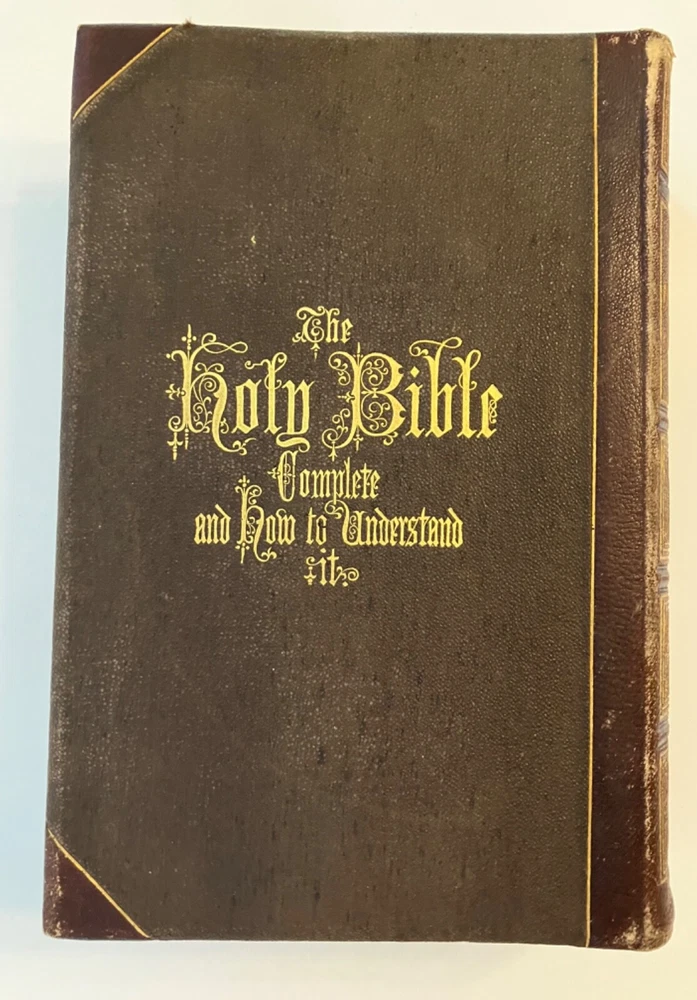 The
Holy Bible
Complete
and How to Understand
it.